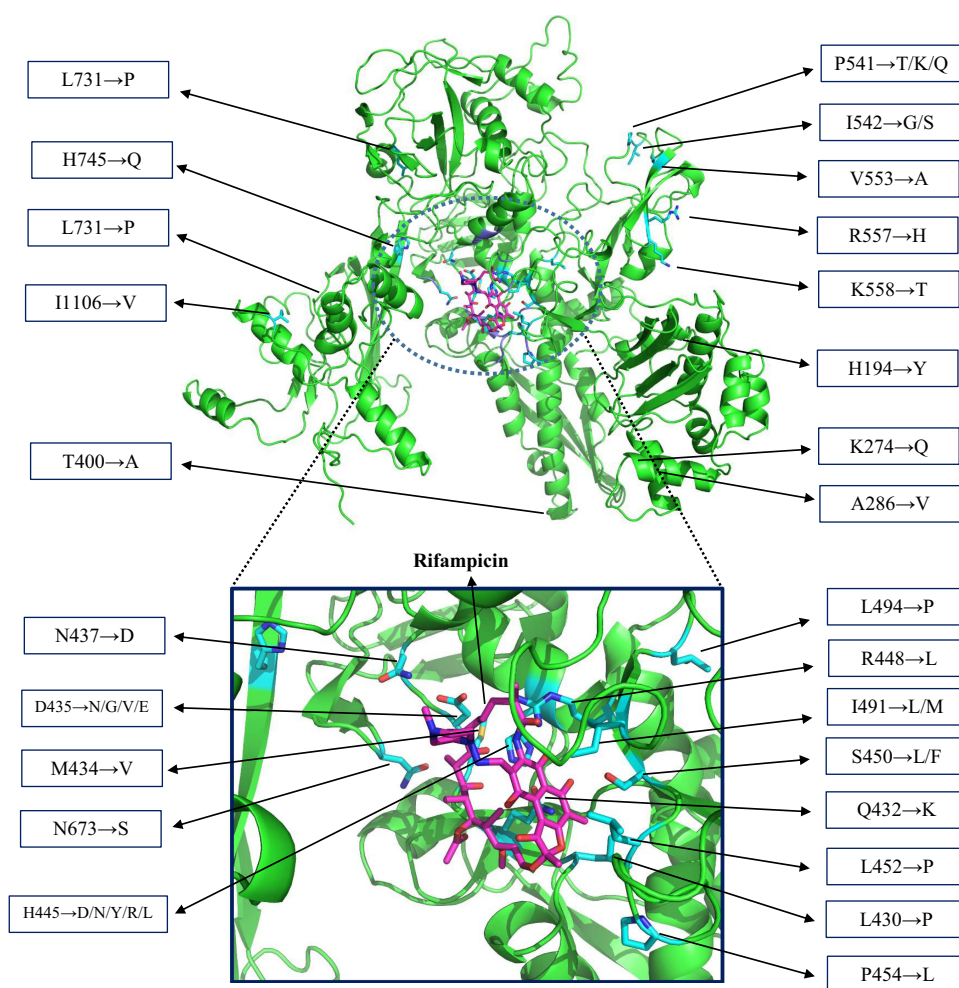 L731→P
H745→Q
L731→P
I1106→V
T400→A
P541→T/K/Q
I542→G/S
V553→A
R557→H
K558→T
H194→Y
K274→Q
A286→V
Rifampicin
N437→D
D435→N/G/V/E
M434→V
N673→S
H445→D/N/Y/R/L
L494→P
R448→L
I491→L/M
S450→L/F
Q432→K
L452→P
L430→P
P454→L